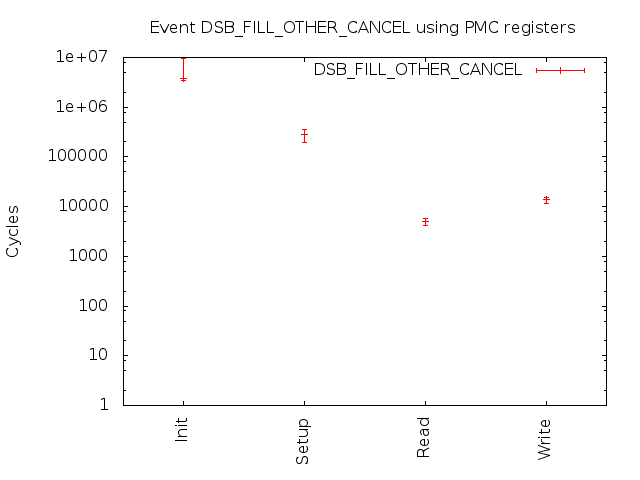 Event DSB_FILL_OTHER_CANCEL using PMC registers
DSB_FILL_OTHER_CANCEL
1e+07
1e+06
100000
10000
1000
100
10
1
Cycles
Init
Setup
Read
Write